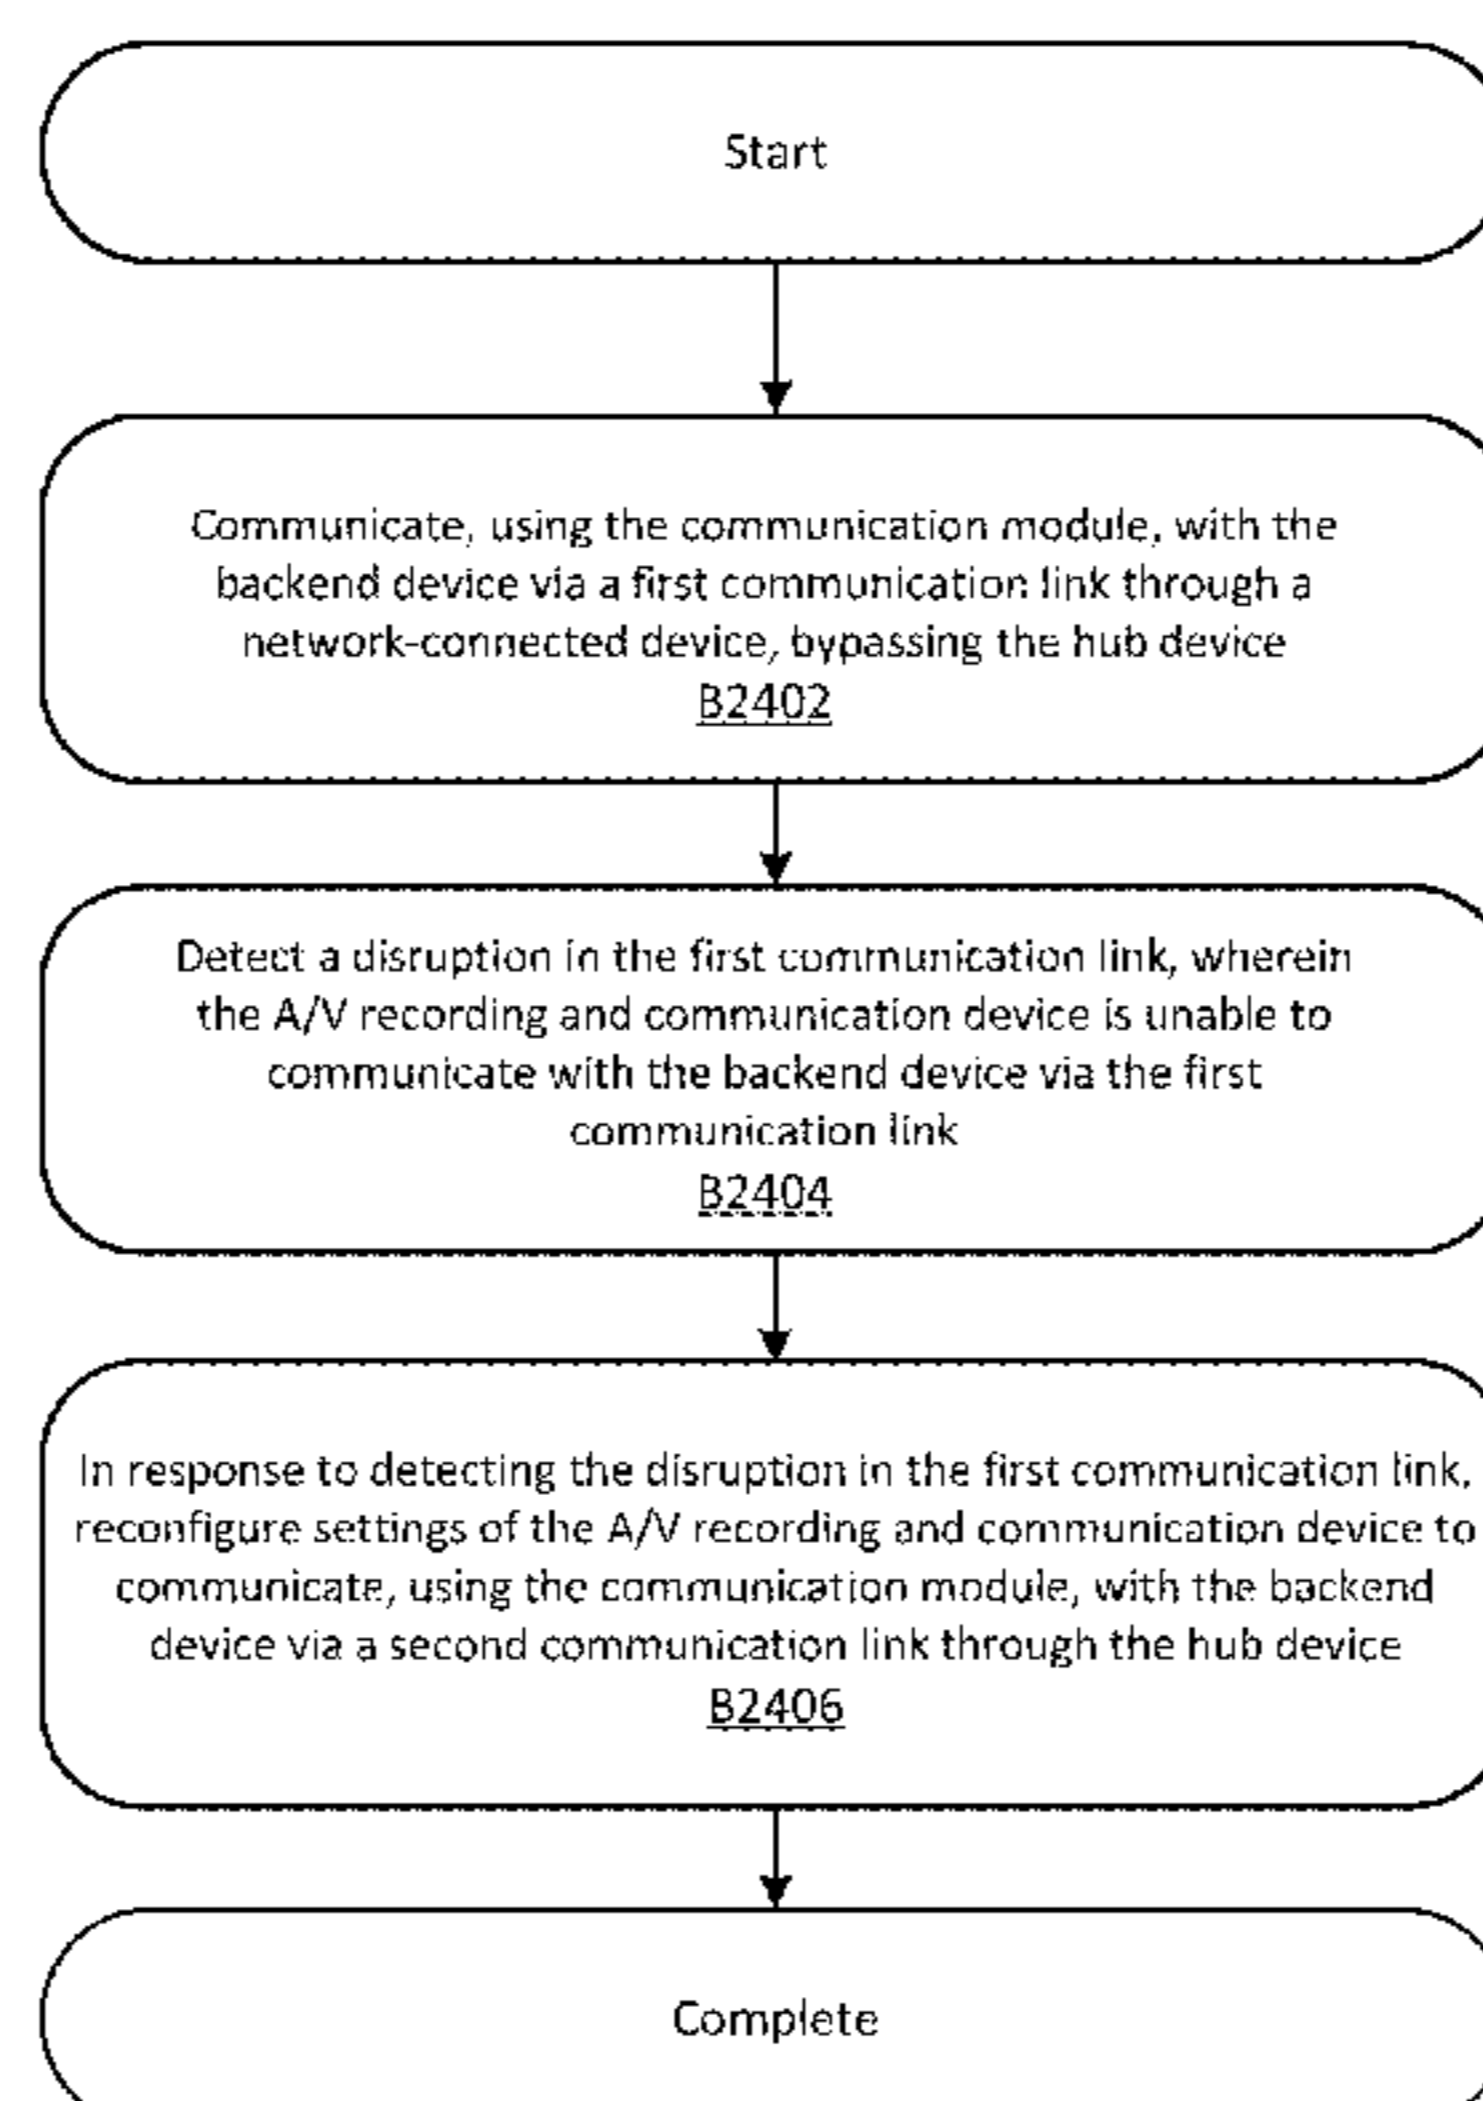 Start
Communicate, using the communication module, with the
backend device via a first communication link through a
network-connected device, bypassing the hub device
B2402
Detect a disruption in the first communication link, wherein
the A/V recording and communication device is unable to
communicate with the backend device via the first
communication link
B2404
In response to detecting the disruption in the first communication link,
reconfigure settings of the A/V recording and communication device to
communicate, using the communication module, with the backend
device via a second communication link through the hub device
B2406
Complete